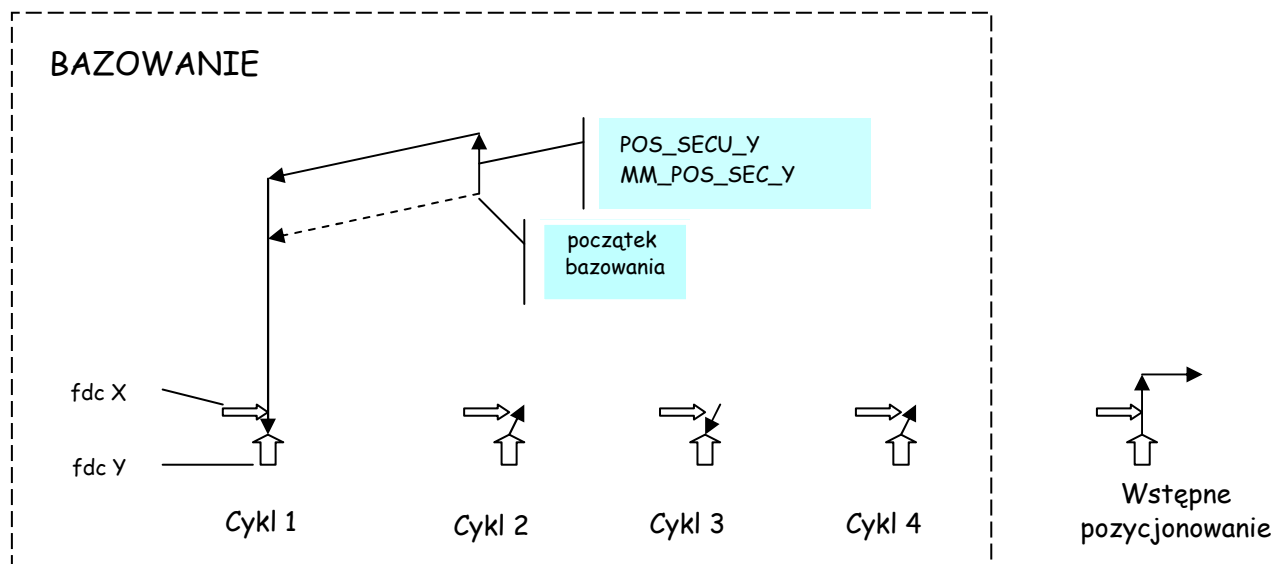 BAZOWANIE
POS_SECU_Y
MM_POS_SEC_Y
początek
bazowania
fdc X
fdc Y
Cykl 1
Cykl 2
Cykl 3
Cykl 4
Wstępne
pozycjonowanie